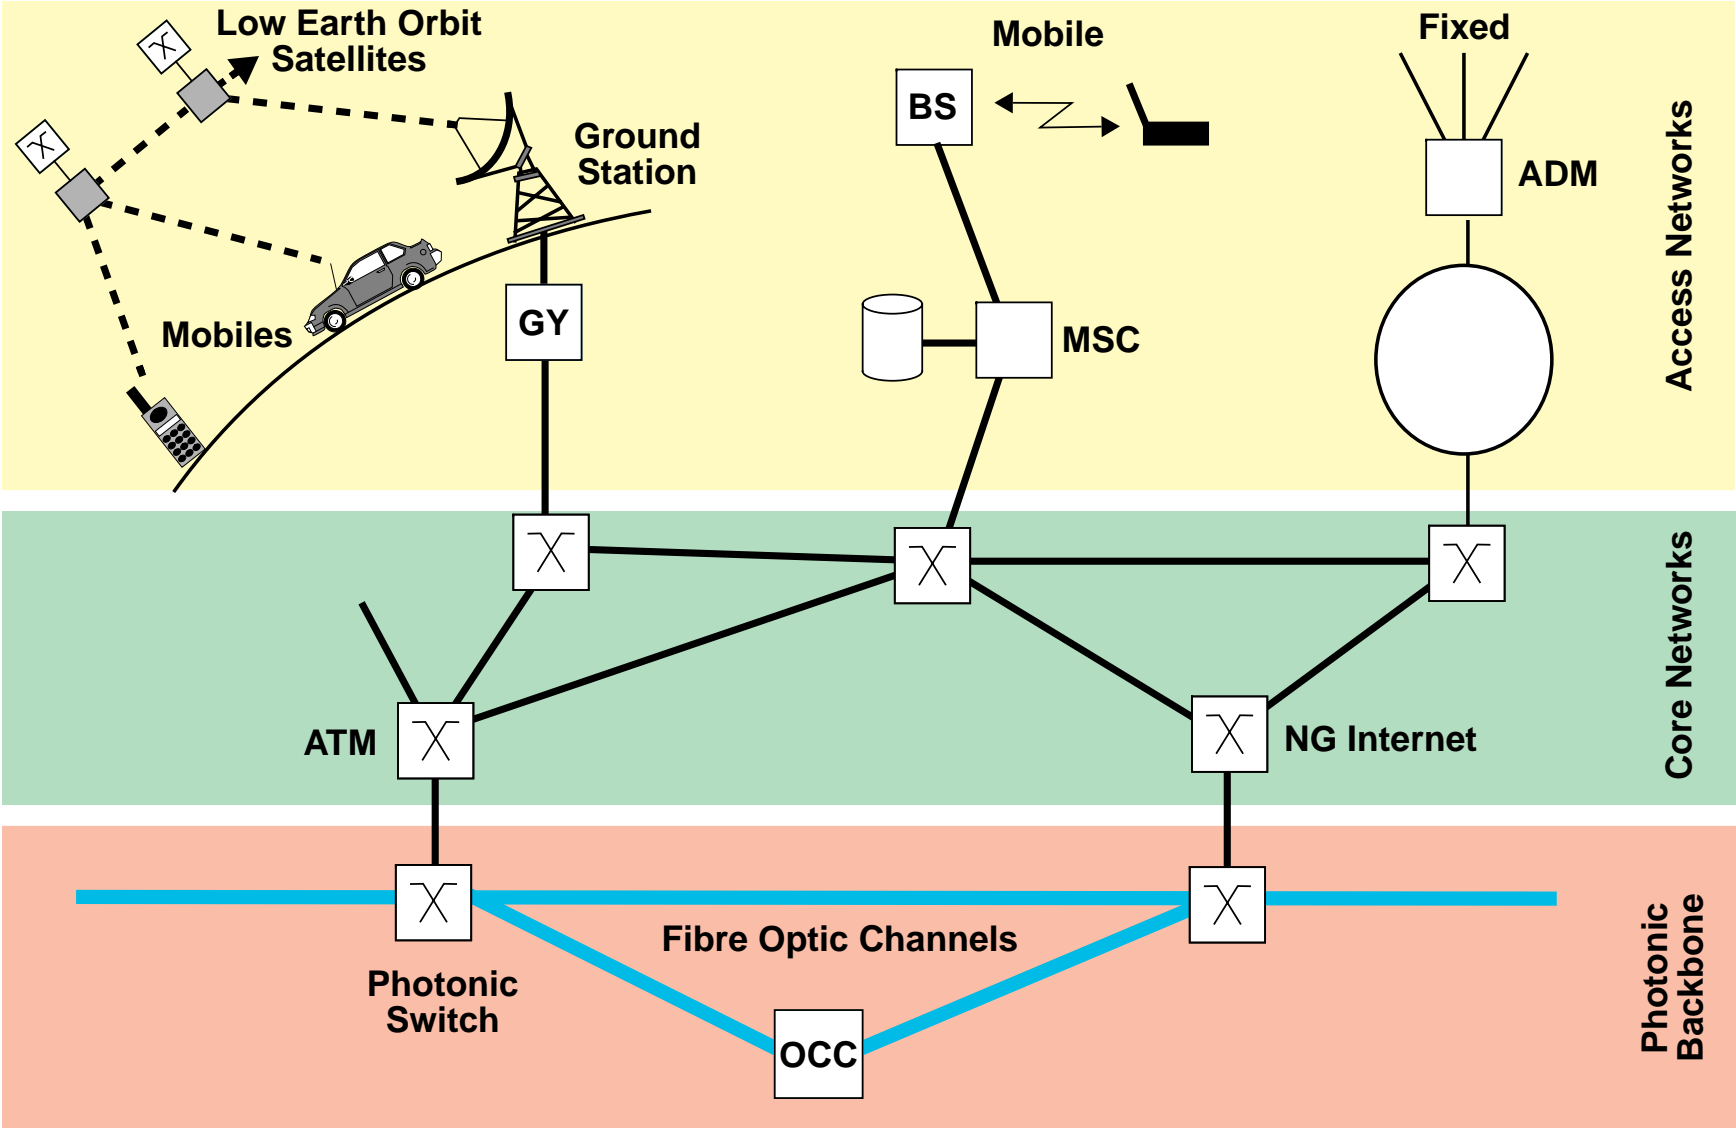 Low Earth Orbit
Satellites
Mobile
Fixed
BS
Ground
Station
ADM
Access Networks
GY
Mobiles
MSC
Core Networks
ATM
NG Internet
Fibre Optic Channels
Photonic
Switch
OCC
Photonic
Backbone